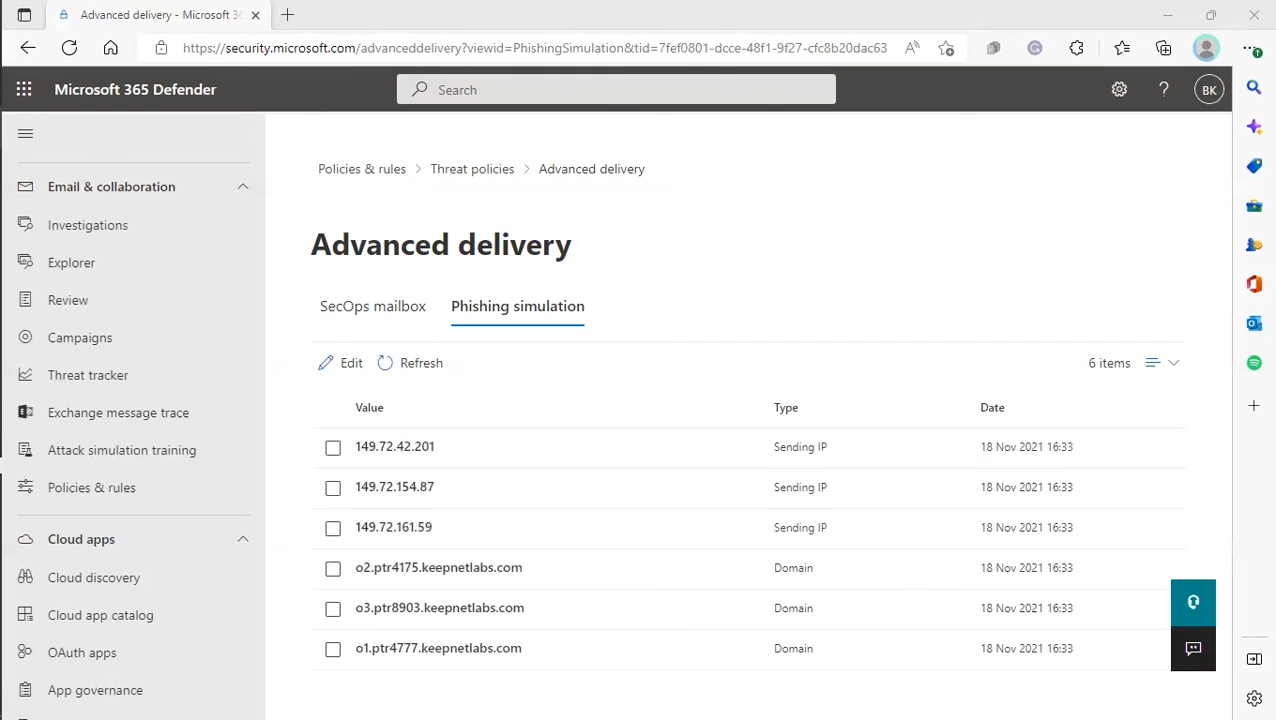 Advanced delivery - Microsoft 36
https://security.microsoft.com/advanceddelivery?viewid=PhishingSimulation&tid=7fef0801-dcce-48f1-9f27-cfc8b20dac63
Microsoft 365 Defender
Search
BK
Email & collaboration
Investigations
Explorer
Review
Campaigns
Threat tracker
Exchange message trace
Attack simulation training
Policies & rules
Cloud apps
Cloud discovery
Cloud app catalog
OAuth apps
App governance
Policies & rules > Threat policies > Advanced delivery
Advanced delivery
SecOps mailbox Phishing simulation
Edit Refresh 6 items
Value Type Date
149.72.42.201 Sending IP 18 Nov 2021 16:33
149.72.154.87 Sending IP 18 Nov 2021 16:33
149.72.161.59 Sending IP 18 Nov 2021 16:33
o2.ptr4175.keepnetlabs.com Domain 18 Nov 2021 16:33
o3.ptr8903.keepnetlabs.com Domain 18 Nov 2021 16:33
o1.ptr4777.keepnetlabs.com Domain 18 Nov 2021 16:33